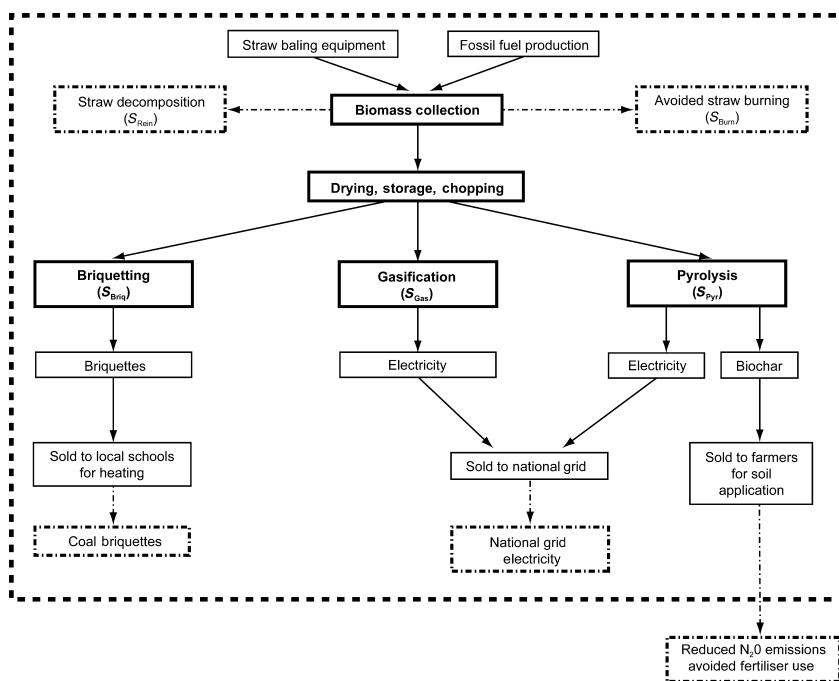 Straw baling equipment
Fossil fuel production
Straw decomposition
(S_Rein)
Biomass collection
Avoided straw burning
(S_Burn)
Drying, storage, chopping
Briquetting
(S_Briq)
Gasification
(S_Gas)
Pyrolysis
(S_Pyr)
Briquettes
Electricity
Electricity
Biochar
Sold to local schools
for heating
Sold to national grid
Sold to farmers
for soil
application
Coal briquettes
National grid
electricity
Reduced N₂0 emissions
avoided fertiliser use